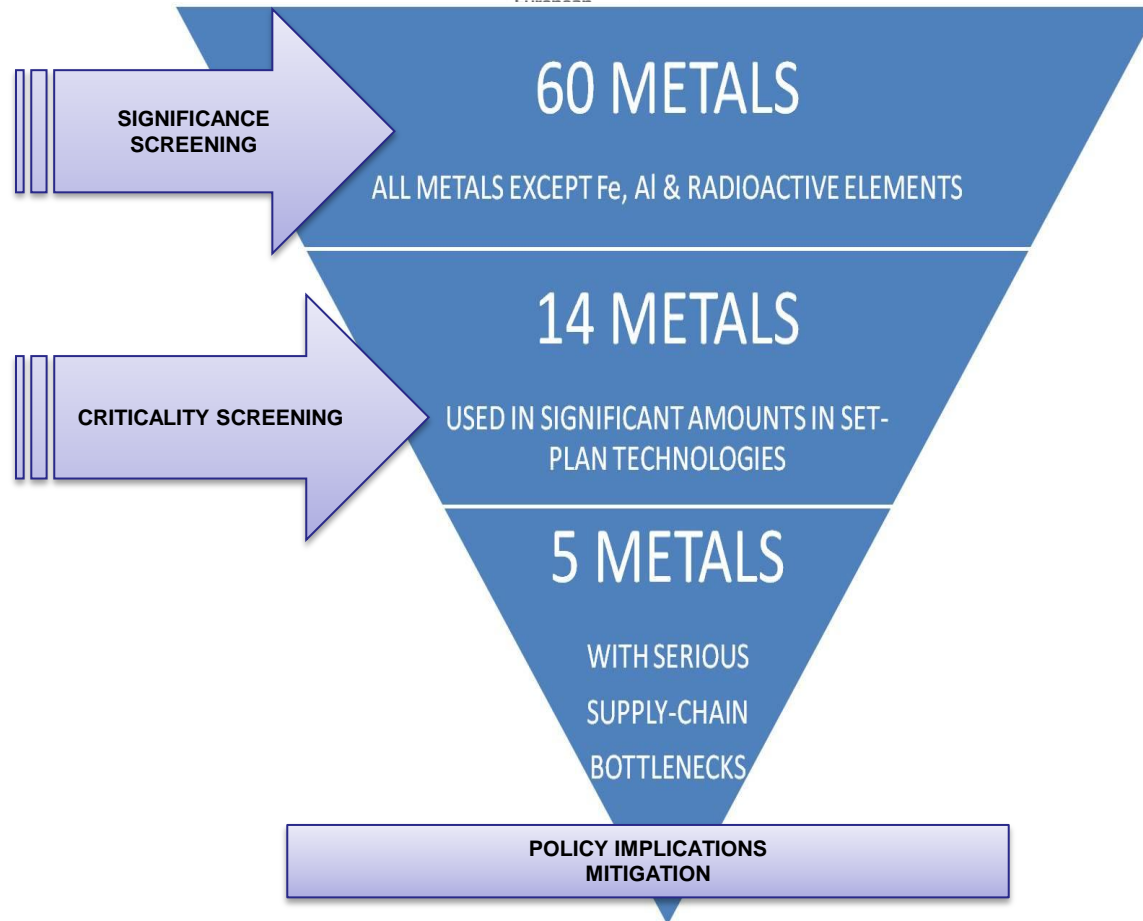 60 METALS
SIGNIFICANCE
SCREENING
ALL METALS EXCEPT Fe, Al & RADIOACTIVE ELEMENTS
14 METALS
CRITICALITY SCREENING
USED IN SIGNIFICANT AMOUNTS IN SET-
PLAN TECHNOLOGIES
5 METALS
WITH SERIOUS
SUPPLY-CHAIN
BOTTLENECKS
POLICY IMPLICATIONS
MITIGATION